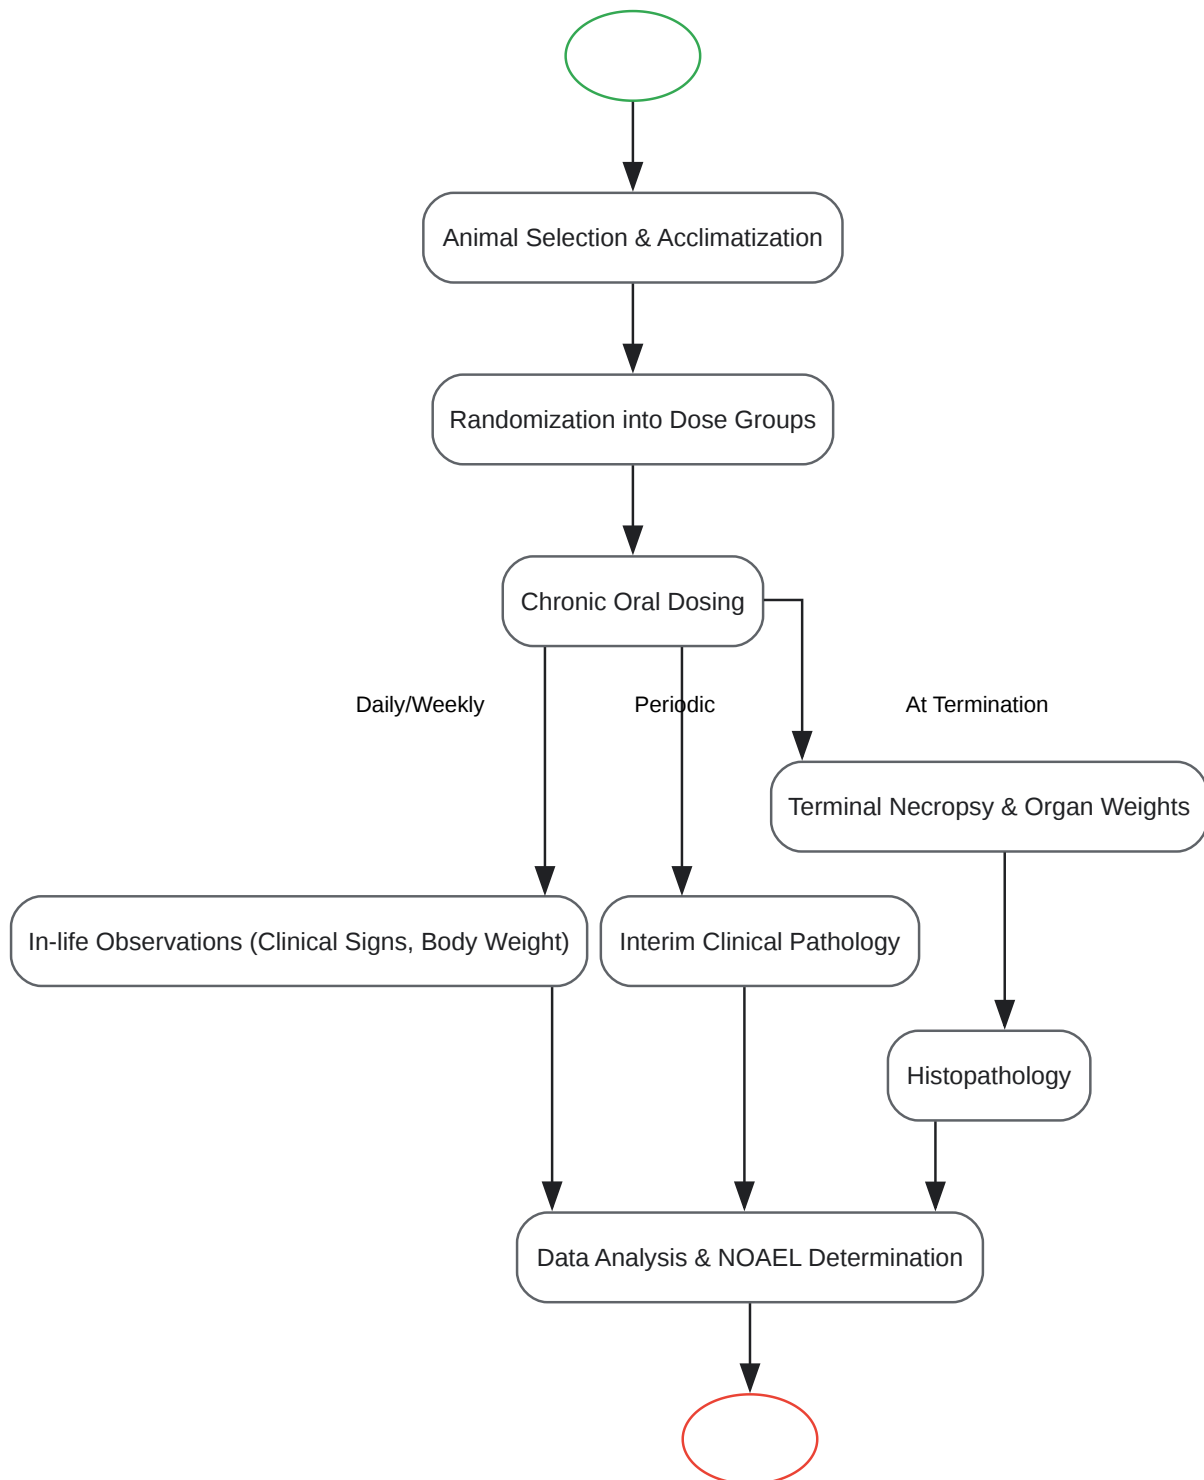 Animal Selection & Acclimatization
Randomization into Dose Groups
Chronic Oral Dosing
Daily/Weekly
Periodic
At Termination
Terminal Necropsy & Organ Weights
In-life Observations (Clinical Signs, Body Weight)
Interim Clinical Pathology
Histopathology
Data Analysis & NOAEL Determination